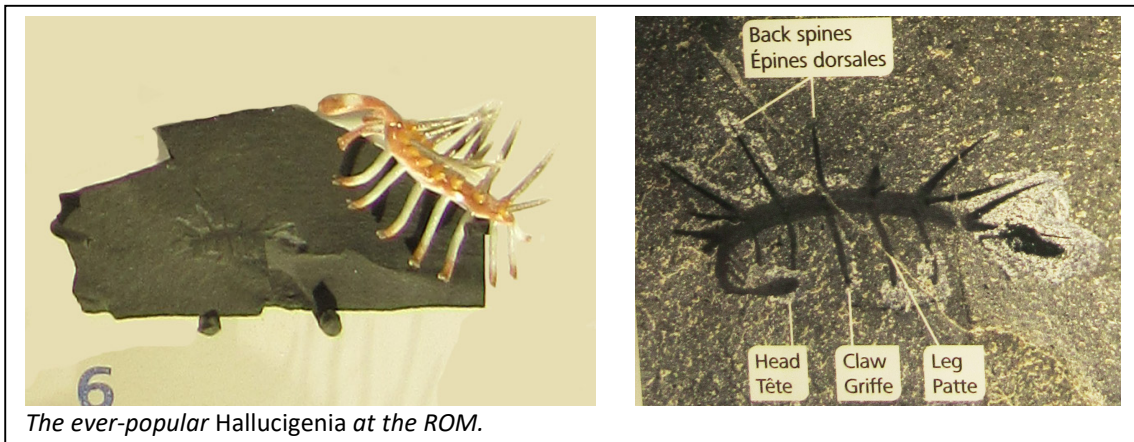 Back spines
Épines dorsales
Head
Tête
Claw
Griffe
Leg
Patte
6
The ever-popular Hallucigenia at the ROM.